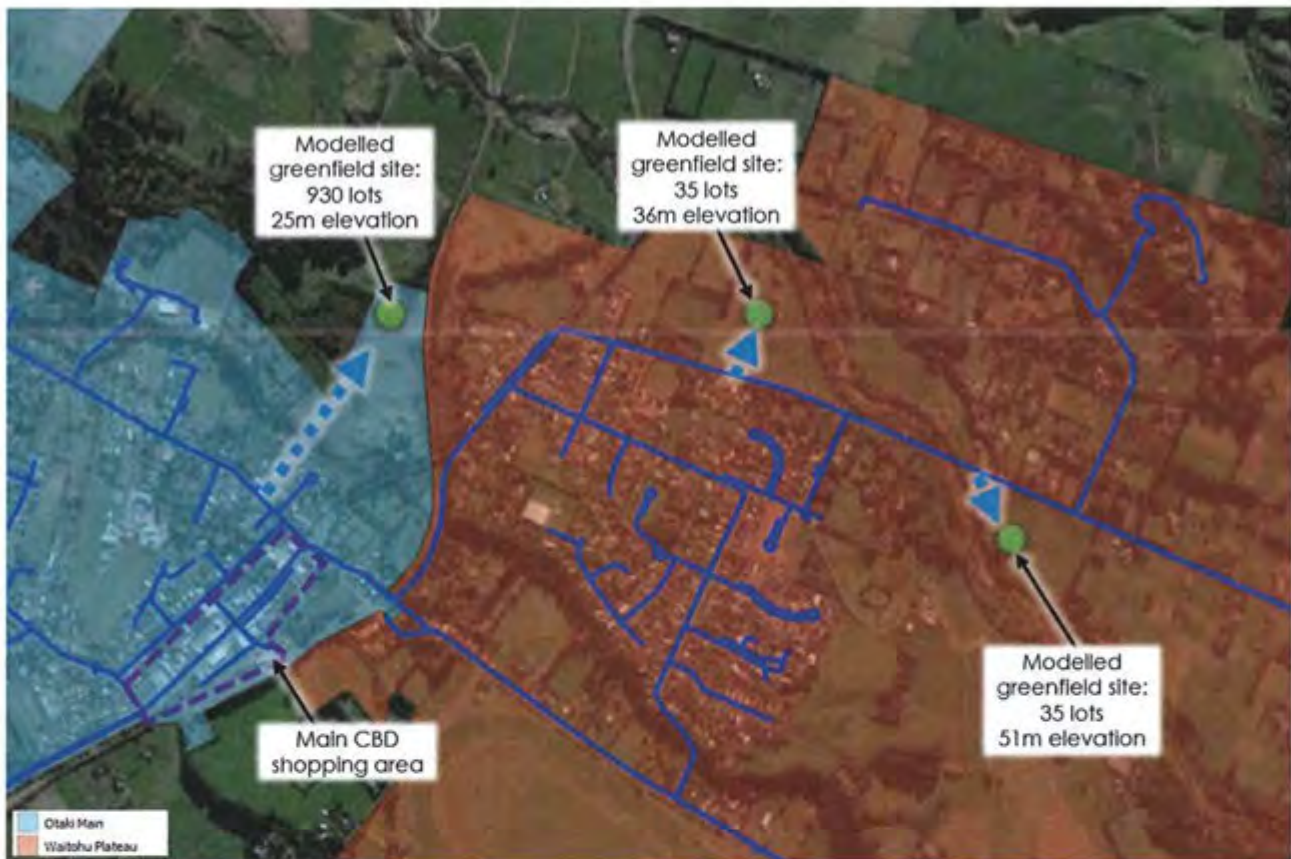 Modelled
greenfield site:
930 lots
25m elevation
Modelled
greenfield site:
35 lots
36m elevation
Modelled
greenfield site:
35 lots
51m elevation
Main CBD
shopping area
Otaki Main
Waitohu Plateau